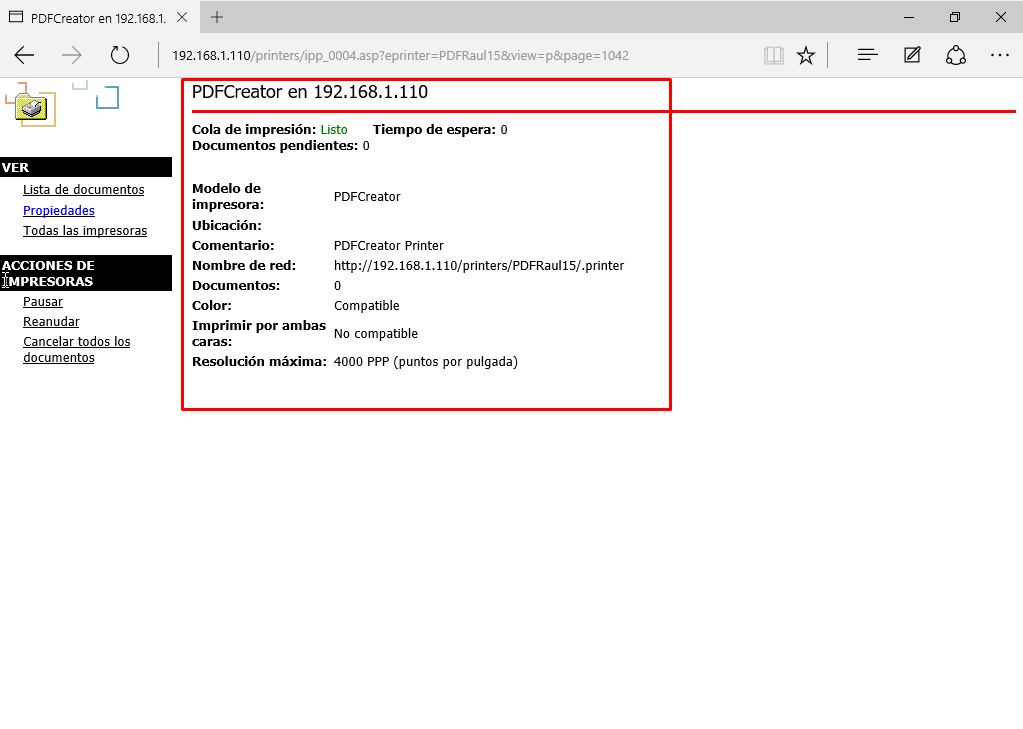 PDFCreator en 192.168.1.
192.168.1.110/printers/ipp_0004.asp?eprinter=PDFRaul15&view=p&page=1042
PDFCreator en 192.168.1.110
Cola de impresión: Listo Tiempo de espera: 0
Documentos pendientes: 0
VER
Lista de documentos
Propiedades
Todas las impresoras
ACCIONES DE
IMPRESORAS
Pausar
Reanudar
Cancelar todos los
documentos
Modelo de
impresora: PDFCreator
Ubicación:
Comentario: PDFCreator Printer
Nombre de red: http://192.168.1.110/printers/PDFRaul15/.printer
Documentos: 0
Color: Compatible
Imprimir por ambas
caras: No compatible
Resolución máxima: 4000 PPP (puntos por pulgada)